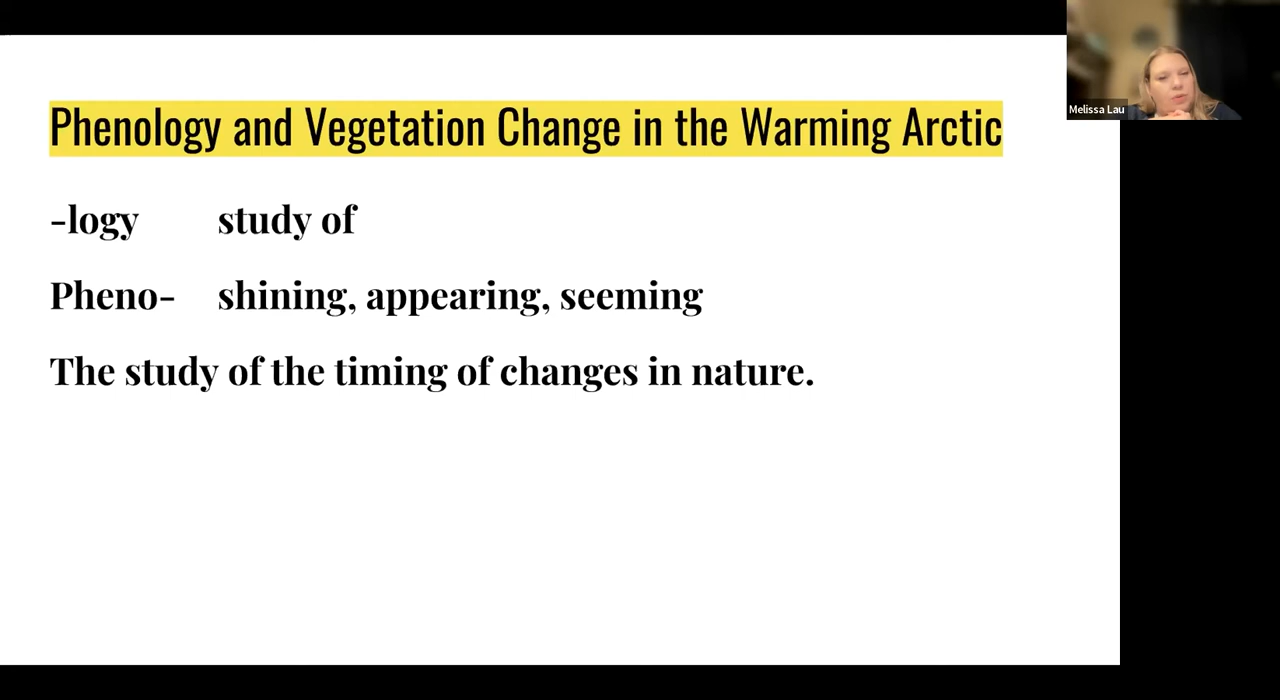 Phenology and Vegetation Change in the Warming Arctic
-logy study of
Pheno- shining, appearing, seeming
The study of the timing of changes in nature.
Melissa Lau